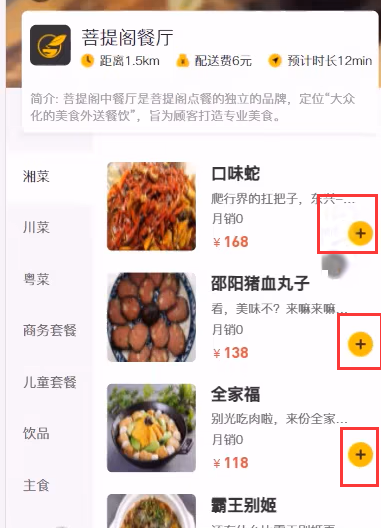 菩提阁餐厅
距离1.5km 配送费6元 预计时长12min
简介: 菩提阁中餐厅是菩提阁点餐的独立的品牌，定位“大众
化的美食外送餐饮”，旨为顾客打造专业美食。
湘菜
川菜
粤菜
商务套餐
儿童套餐
饮品
主食
口味蛇
爬行界的扛把子，东兴-...
月销0
￥168
邵阳猪血丸子
看，美味不？来嘛来嘛...
月销0
￥138
全家福
别光吃肉啦，来份全家...
月销0
￥118
霸王别姬